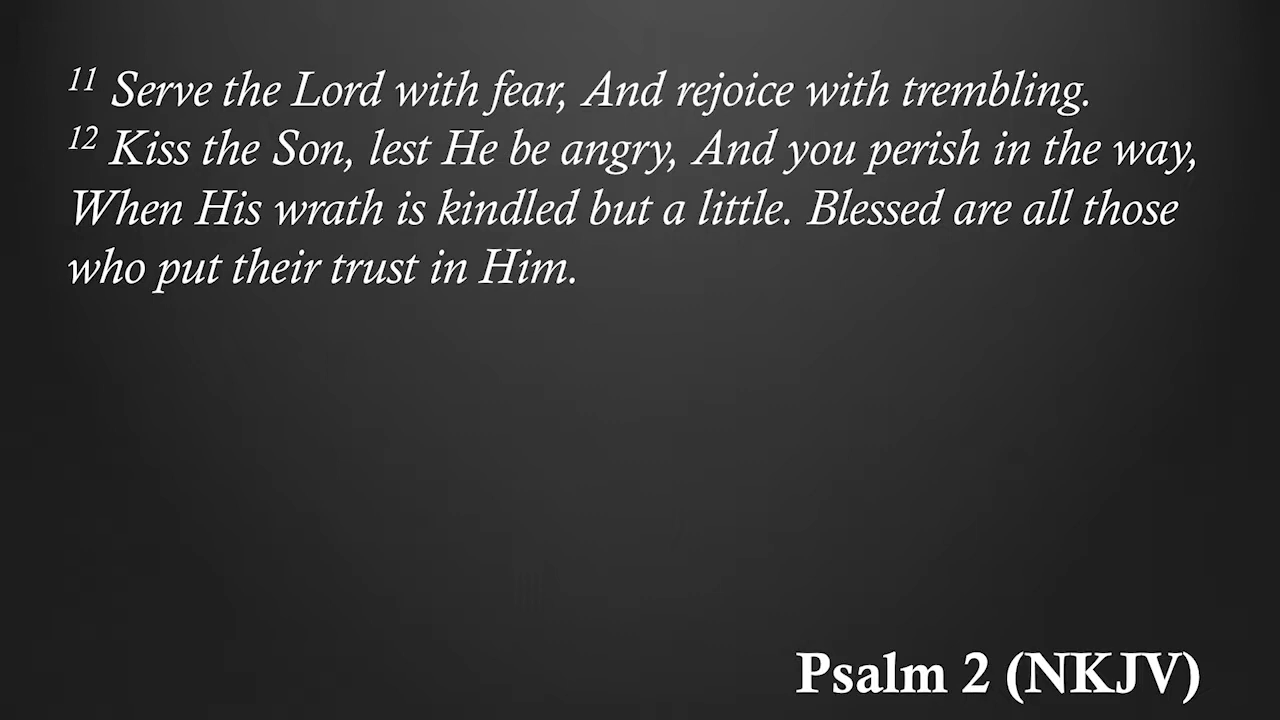 11 Serve the Lord with fear, And rejoice with trembling.
12 Kiss the Son, lest He be angry, And you perish in the way,
When His wrath is kindled but a little. Blessed are all those
who put their trust in Him.
Psalm 2 (NKJV)